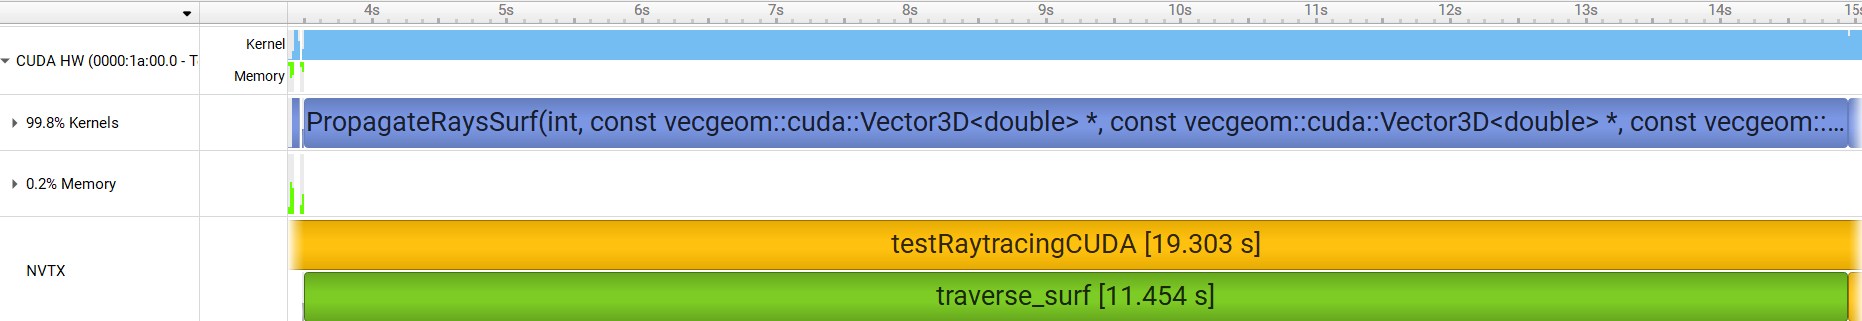 4s 5s 6s 7s 8s 9s 10s 11s 12s 13s 14s 15s
CUDA HW (0000:1a:00.0 - T
Kernel
Memory
99.8% Kernels
PropagateRaysSurf(int, const vecgeom::cuda::Vector3D<double> *, const vecgeom::cuda::Vector3D<double> *, const vecgeom::...
0.2% Memory
NVTX
testRaytracingCUDA [19.303 s]
traverse_surf [11.454 s]